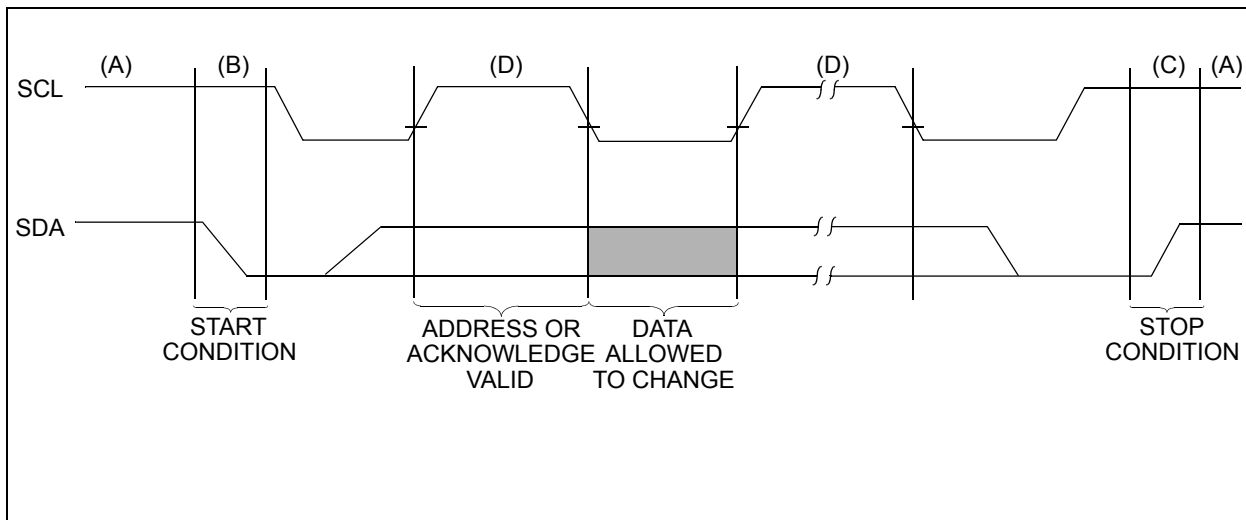 (A) (B) (D) (D) (C) (A)
SCL
SDA
START
CONDITION
ADDRESS OR
ACKNOWLEDGE
VALID
DATA
ALLOWED
TO CHANGE
STOP
CONDITION